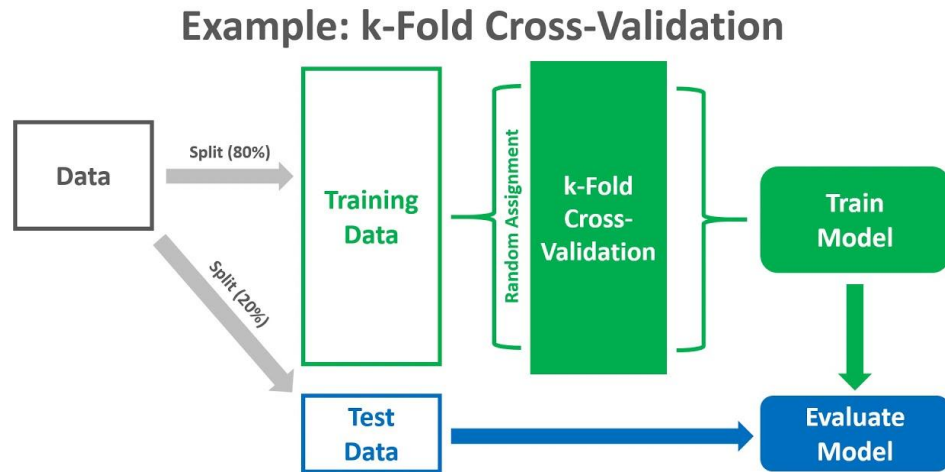 Example: k-Fold Cross-Validation
Data
Split (80%)
Split (20%)
Training
Data
Random Assignment
k-Fold
Cross-
Validation
Train
Model
Test
Data
Evaluate
Model